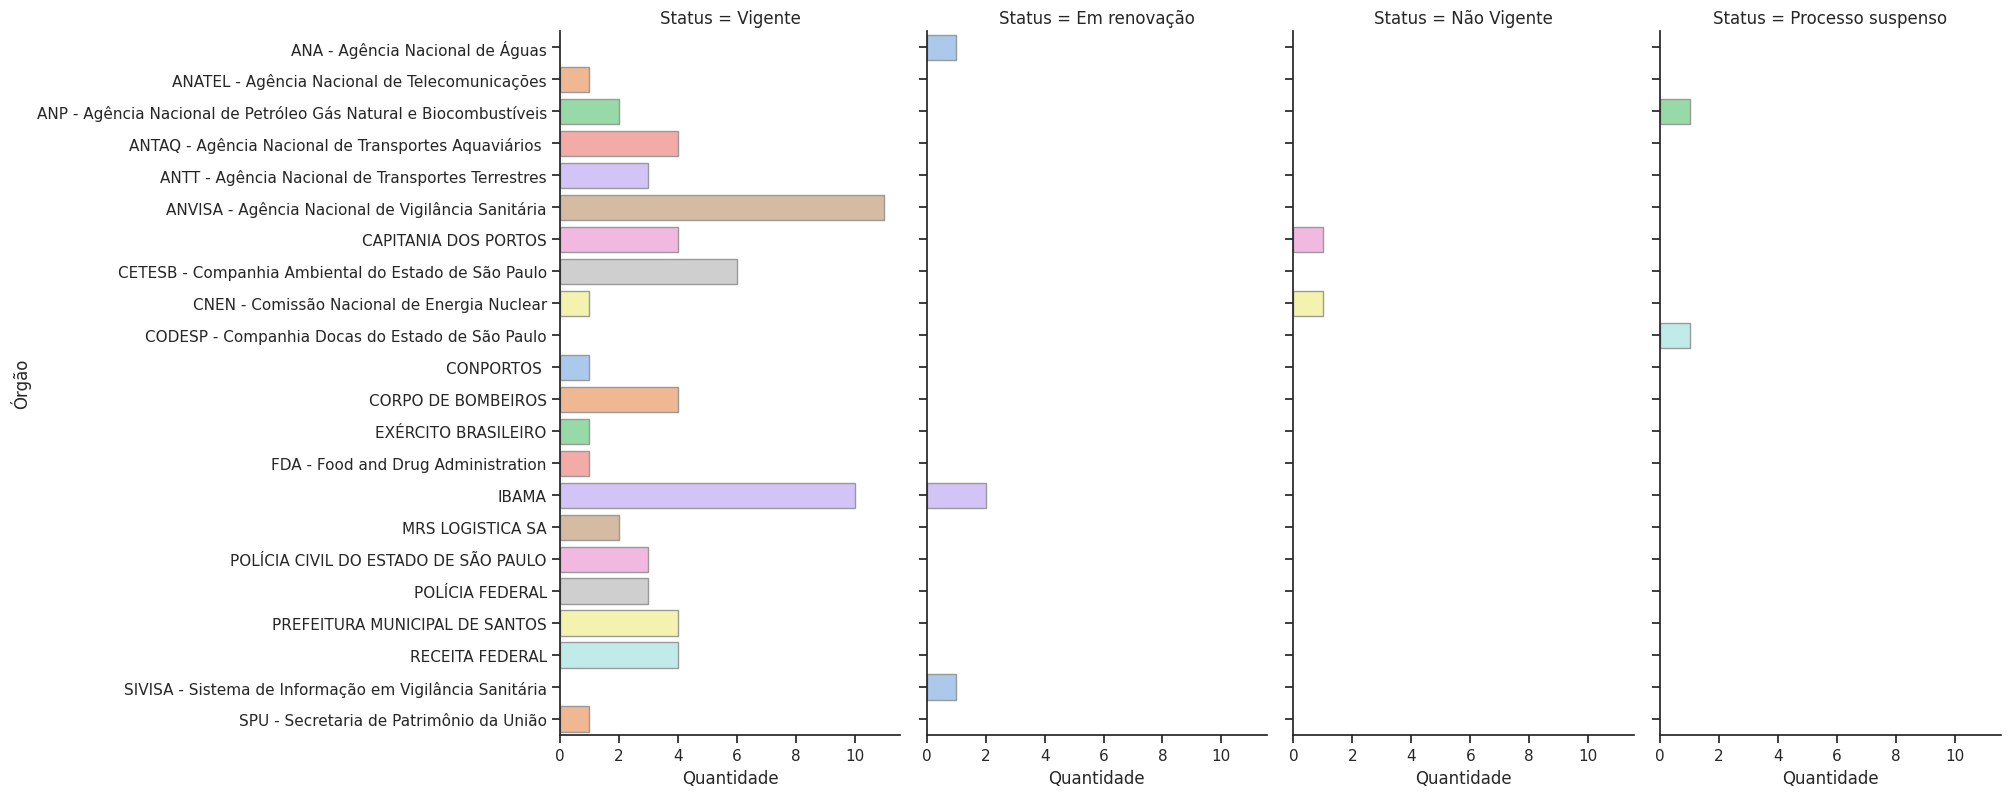 Status = Vigente
Status = Em renovação
Status = Não Vigente
Status = Processo suspenso
Órgão
ANA - Agência Nacional de Águas
ANATEL - Agência Nacional de Telecomunicações
ANP - Agência Nacional de Petróleo Gás Natural e Biocombustíveis
ANTAQ - Agência Nacional de Transportes Aquaviários
ANTT - Agência Nacional de Transportes Terrestres
ANVISA - Agência Nacional de Vigilância Sanitária
CAPITANIA DOS PORTOS
CETESB - Companhia Ambiental do Estado de São Paulo
CNEN - Comissão Nacional de Energia Nuclear
CODESP - Companhia Docas do Estado de São Paulo
CONPORTOS
CORPO DE BOMBEIROS
EXÉRCITO BRASILEIRO
FDA - Food and Drug Administration
IBAMA
MRS LOGISTICA SA
POLÍCIA CIVIL DO ESTADO DE SÃO PAULO
POLÍCIA FEDERAL
PREFEITURA MUNICIPAL DE SANTOS
RECEITA FEDERAL
SIVISA - Sistema de Informação em Vigilância Sanitária
SPU - Secretaria de Patrimônio da União
0 2 4 6 8 10
0 2 4 6 8 10
0 2 4 6 8 10
0 2 4 6 8 10
Quantidade
Quantidade
Quantidade
Quantidade